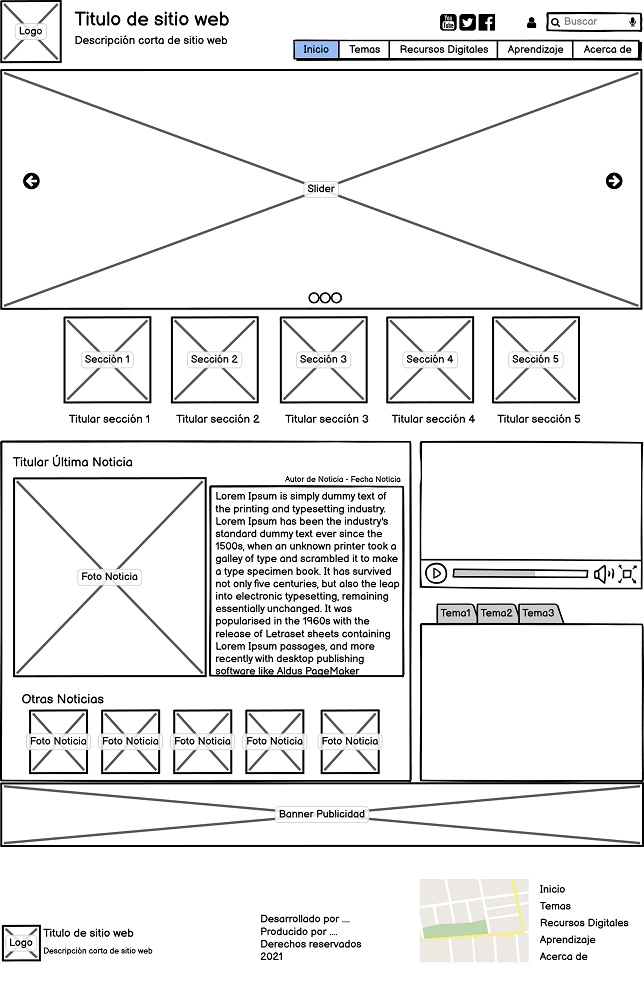 Logo
Titulo de sitio web
Descripción corta de sitio web
You
Tube
Buscar
Inicio Temas Recursos Digitales Aprendizaje Acerca de
Slider
Sección 1 Sección 2 Sección 3 Sección 4 Sección 5
Titular sección 1 Titular sección 2 Titular sección 3 Titular sección 4 Titular sección 5
Titular Última Noticia
Autor de Noticia - Fecha Noticia
Foto Noticia
Lorem Ipsum is simply dummy text of
the printing and typesetting industry.
Lorem Ipsum has been the industry's
standard dummy text ever since the
1500s, when an unknown printer took a
galley of type and scrambled it to make
a type specimen book. It has survived
not only five centuries, but also the leap
into electronic typesetting, remaining
essentially unchanged. It was
popularised in the 1960s with the
release of Letraset sheets containing
Lorem Ipsum passages, and more
recently with desktop publishing
software like Aldus PageMaker
Tema1 Tema2 Tema3
Otras Noticias
Foto Noticia Foto Noticia Foto Noticia Foto Noticia Foto Noticia
Banner Publicidad
Logo
Titulo de sitio web
Descripción corta de sitio web
Desarrollado por ....
Producido por ....
Derechos reservados
2021
Inicio
Temas
Recursos Digitales
Aprendizaje
Acerca de